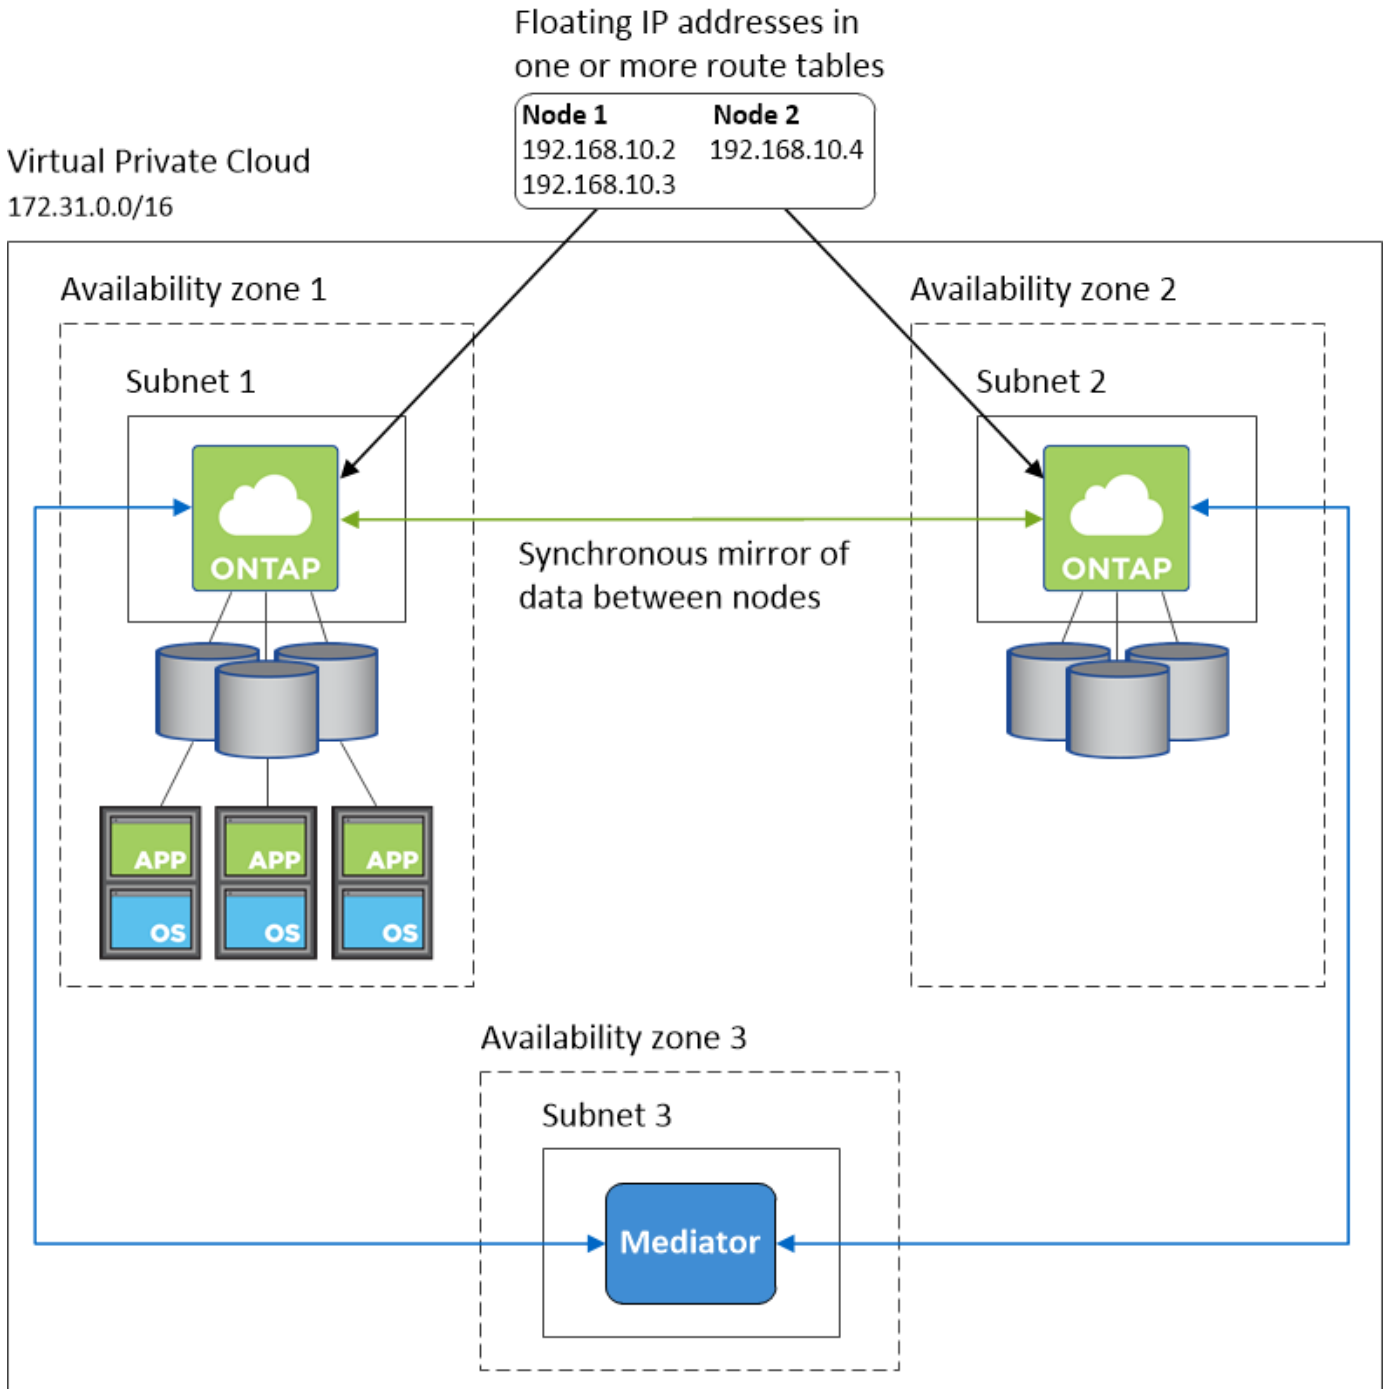 Floating IP addresses in
one or more route tables
Node 1 Node 2
192.168.10.2 192.168.10.4
192.168.10.3
Virtual Private Cloud
172.31.0.0/16
Availability zone 1
Availability zone 2
Subnet 1
Subnet 2
ONTAP
ONTAP
Synchronous mirror of
data between nodes
APP APP APP
OS OS OS
Availability zone 3
Subnet 3
Mediator